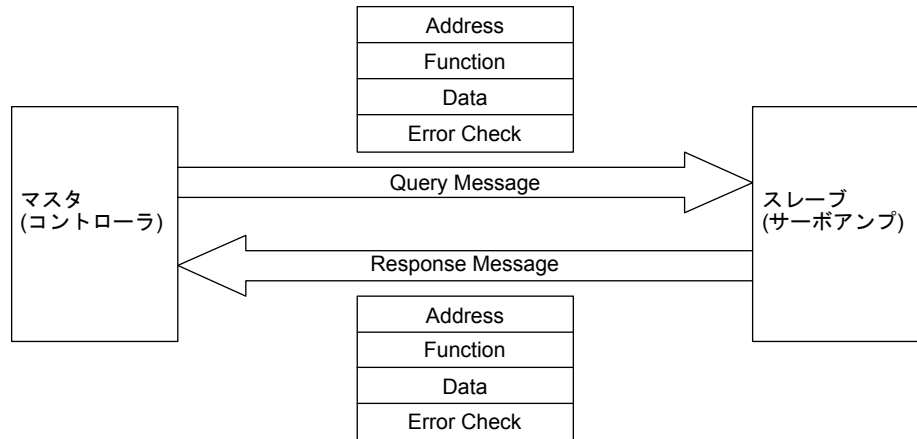 Address
Function
Data
Error Check
Query Message
マスタ
(コントローラ)
スレーブ
(サーボアンプ)
Response Message
Address
Function
Data
Error Check